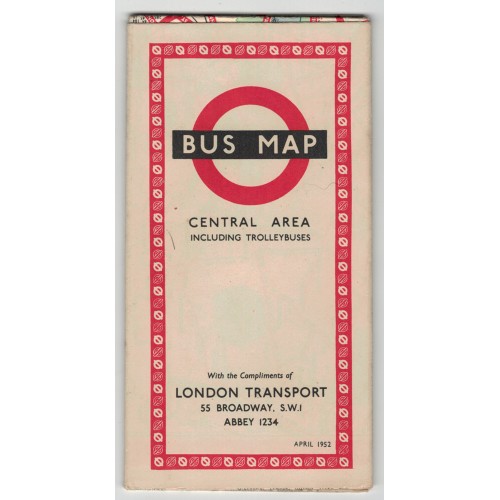 BUS MAP
CENTRAL AREA
INCLUDING TROLLEYBUSES
With the Compliments of
LONDON TRANSPORT
55 BROADWAY, S.W.1
ABBEY 1234
APRIL 1952